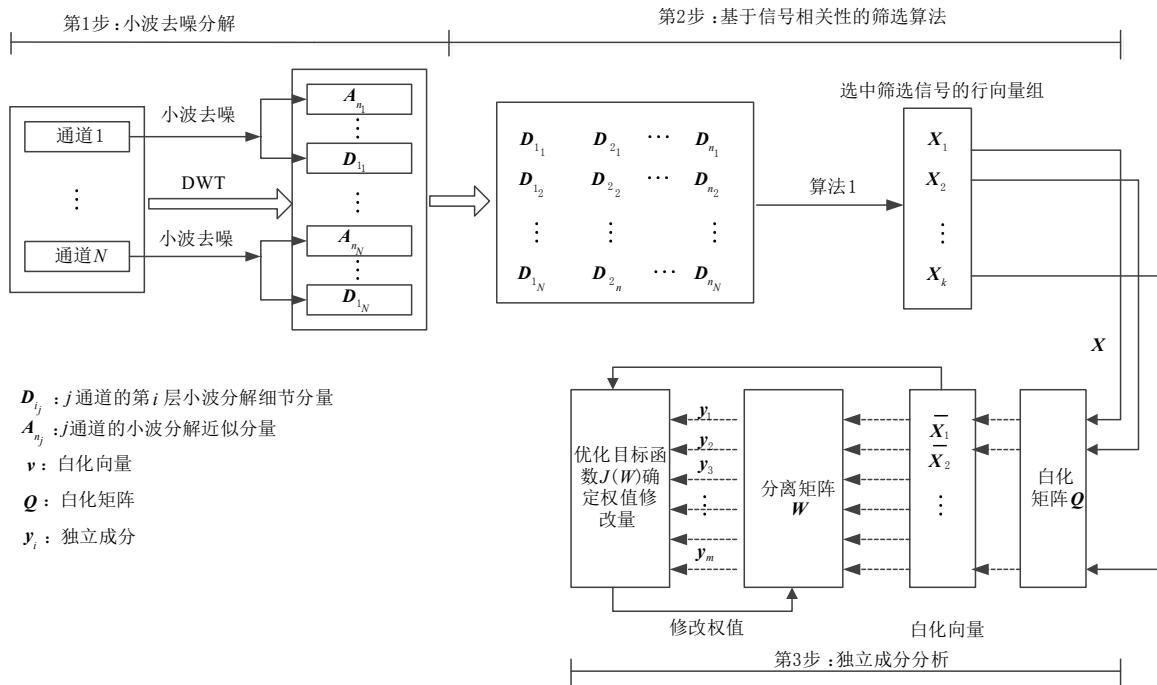 第1步:小波去噪分解
第2步:基于信号相关性的筛选算法
通道1
⋮
通道N
小波去噪
DWT
小波去噪
A_{n_1}
⋮
D_{1_1}
⋮
A_{n_N}
⋮
D_{1_N}
D_{1_1} D_{2_1} ⋯ D_{n_1}
D_{1_2} D_{2_2} ⋯ D_{n_2}
⋮ ⋮ ⋮
D_{1_N} D_{2_n} ⋯ D_{n_N}
算法1
选中筛选信号的行向量组
X_1
X_2
⋮
X_k
X
D_{i_j}:j通道的第i层小波分解细节分量
A_{n_j}:j通道的小波分解近似分量
v:白化向量
Q:白化矩阵
y_i:独立成分
优化目标函
数J(W)确
定权值修
改量
y_1
y_2
y_3
⋮
y_m
分离矩阵
W
X̄_1
X̄_2
⋮
白化
矩阵Q
修改权值
白化向量
第3步:独立成分分析